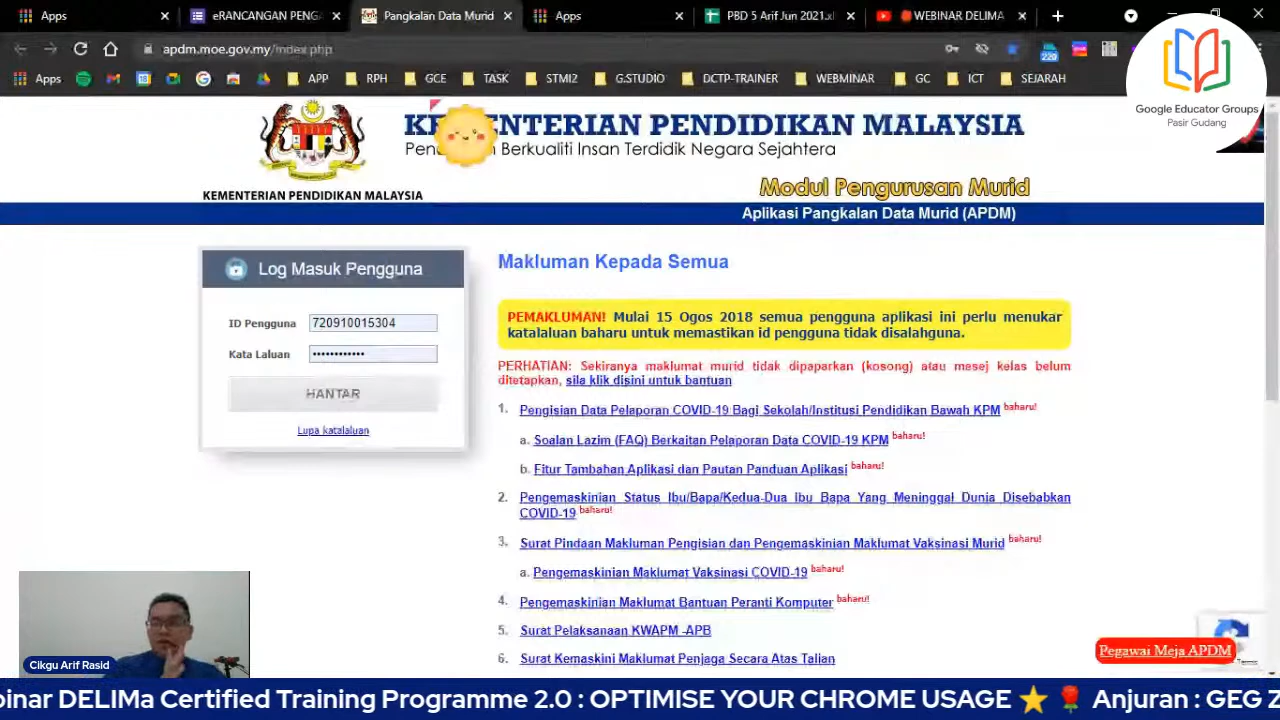 Apps
eRANCANGAN PENGA
Pangkalan Data Murid
Apps
PBD 5 Arif Jun 2021.xl
WEBINAR DELIMA
apdm.moe.gov.my/index.php
Apps
APP
RPH
GCE
TASK
STMI2
G.STUDIO
DCTP-TRAINER
WEBMINAR
GC
ICT
SEJARAH
Google Educator Groups
Pasir Gudang
KEMENTERIAN PENDIDIKAN MALAYSIA
Berkualiti Insan Terdidik Negara Sejahtera
KEMENTERIAN PENDIDIKAN MALAYSIA
Modul Pengurusan Murid
Aplikasi Pangkalan Data Murid (APDM)
Log Masuk Pengguna
ID Pengguna 720910015304
Kata Laluan ••••••••••••
HANTAR
Lupa katalaluan
Makluman Kepada Semua
PEMAKLUMAN! Mulai 15 Ogos 2018 semua pengguna aplikasi ini perlu menukar
katalaluan baharu untuk memastikan id pengguna tidak disalahguna.
PERHATIAN: Sekiranya maklumat murid tidak dipaparkan (kosong) atau mesej kelas belum
ditetapkan, sila klik disini untuk bantuan
1. Pengisian Data Pelaporan COVID-19 Bagi Sekolah/Institusi Pendidikan Bawah KPM baharu!
a. Soalan Lazim (FAQ) Berkaitan Pelaporan Data COVID-19 KPM baharu!
b. Fitur Tambahan Aplikasi dan Pautan Panduan Aplikasi baharu!
2. Pengemaskinian Status Ibu/Bapa/Kedua-Dua Ibu Bapa Yang Meninggal Dunia Disebabkan
COVID-19 baharu!
3. Surat Pindaan Makluman Pengisian dan Pengemaskinian Maklumat Vaksinasi Murid baharu!
a. Pengemaskinian Maklumat Vaksinasi COVID-19 baharu!
4. Pengemaskinian Maklumat Bantuan Peranti Komputer baharu!
5. Surat Pelaksanaan KWAPM -APB
6. Surat Kemaskini Maklumat Penjaga Secara Atas Talian
Pegawai Meja APDM
Cikgu Arif Rasid
inar DELIMa Certified Training Programme 2.0 : OPTIMISE YOUR CHROME USAGE ⭐ 🌹 Anjuran : GEG Z